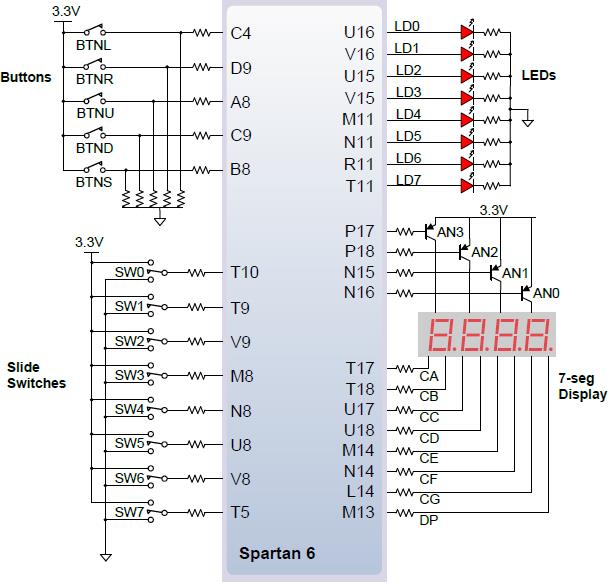 3.3V
BTNL
BTNR
BTNU
BTND
BTNS
Buttons
C4
D9
A8
C9
B8
U16
V16
U15
V15
M11
N11
R11
T11
LD0
LD1
LD2
LD3
LD4
LD5
LD6
LD7
LEDs
3.3V
SW0
SW1
SW2
SW3
SW4
SW5
SW6
SW7
Slide
Switches
T10
T9
V9
M8
N8
U8
V8
T5
P17
P18
N15
N16
3.3V
AN3
AN2
AN1
AN0
8.8.8.8.
T17
T18
U17
U18
M14
N14
L14
M13
CA
CB
CC
CD
CE
CF
CG
DP
7-seg
Display
Spartan 6